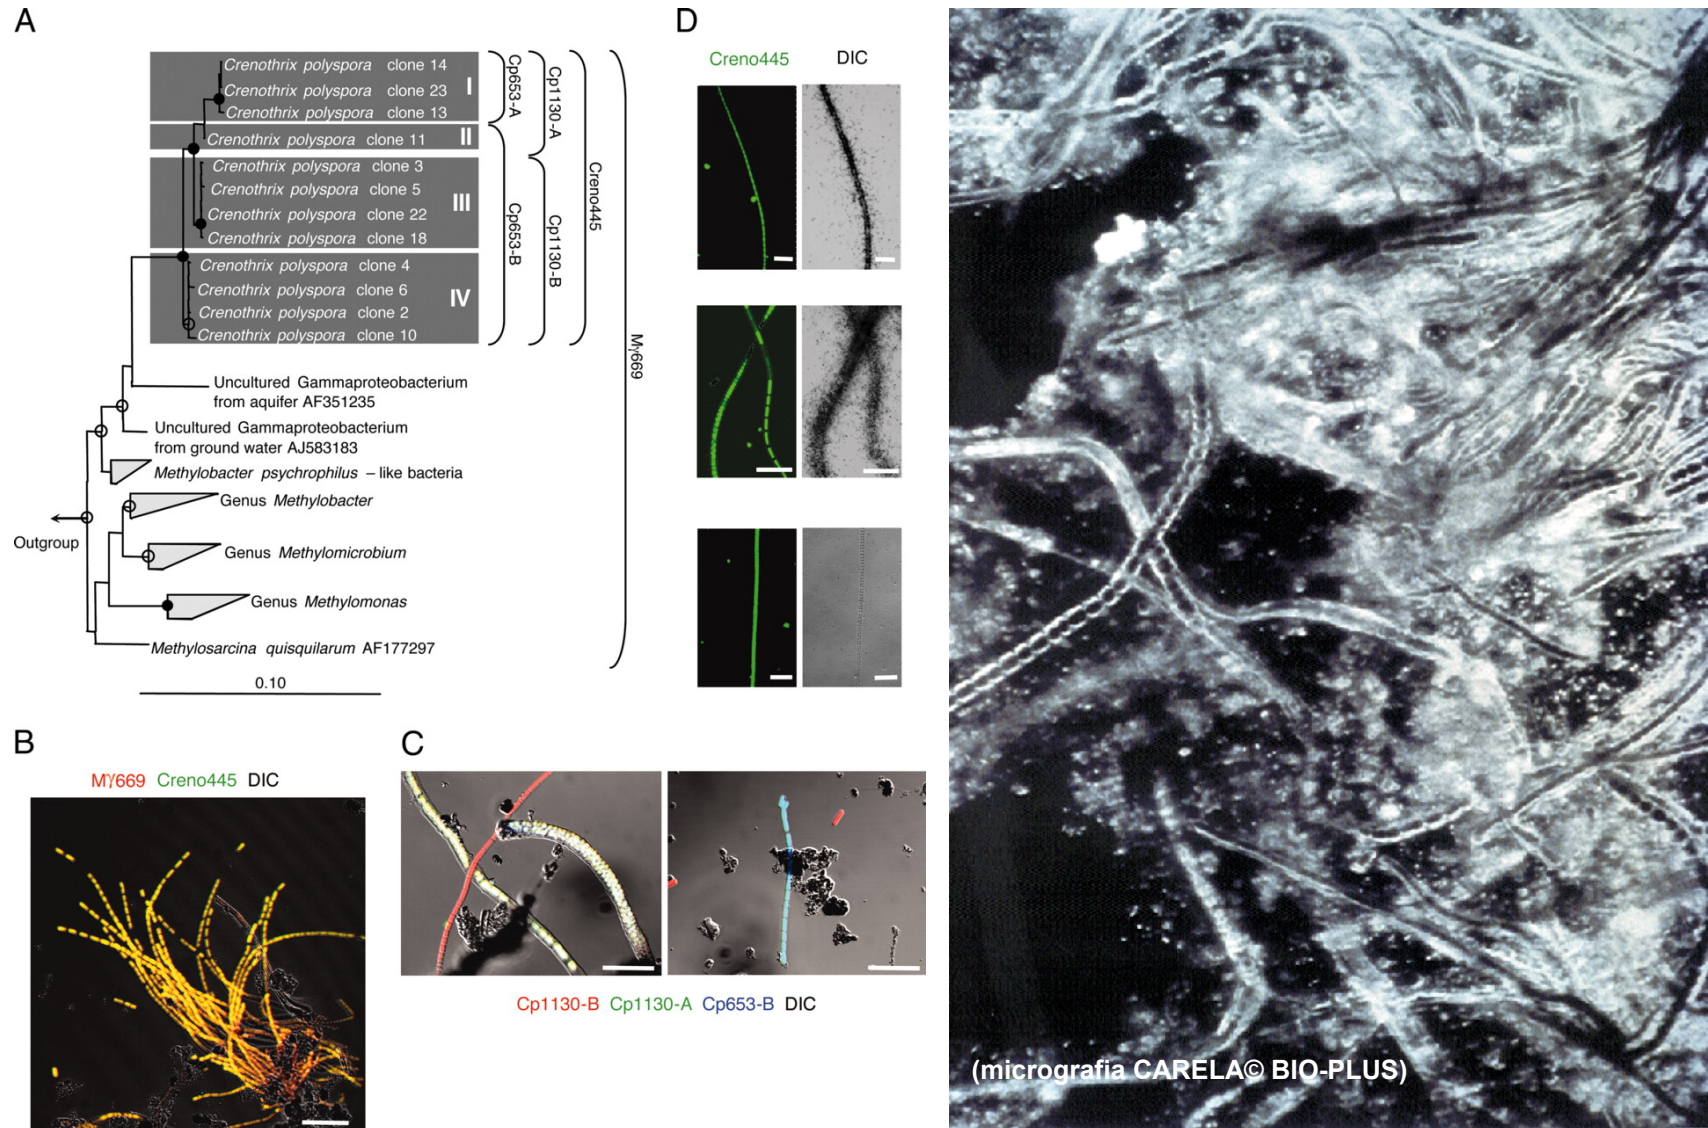 A
Crenothrix polyspora clone 14
Crenothrix polyspora clone 23
Crenothrix polyspora clone 13
I
Crenothrix polyspora clone 11
II
Crenothrix polyspora clone 3
Crenothrix polyspora clone 5
Crenothrix polyspora clone 22
Crenothrix polyspora clone 18
III
Crenothrix polyspora clone 4
Crenothrix polyspora clone 6
Crenothrix polyspora clone 2
Crenothrix polyspora clone 10
IV
Cp653-A
Cp653-B
Cp1130-A
Cp1130-B
Creno445
Mγ669
Uncultured Gammaproteobacterium
from aquifer AF351235
Uncultured Gammaproteobacterium
from ground water AJ583183
Methylobacter psychrophilus –like bacteria
Genus Methylobacter
Outgroup
Genus Methylomicrobium
Genus Methylomonas
Methylosarcina quisquilarum AF177297
0.10
B
Mγ669 Creno445 DIC
C
Cp1130-B Cp1130-A Cp653-B DIC
D
Creno445 DIC
(micrografia CARELA© BIO-PLUS)